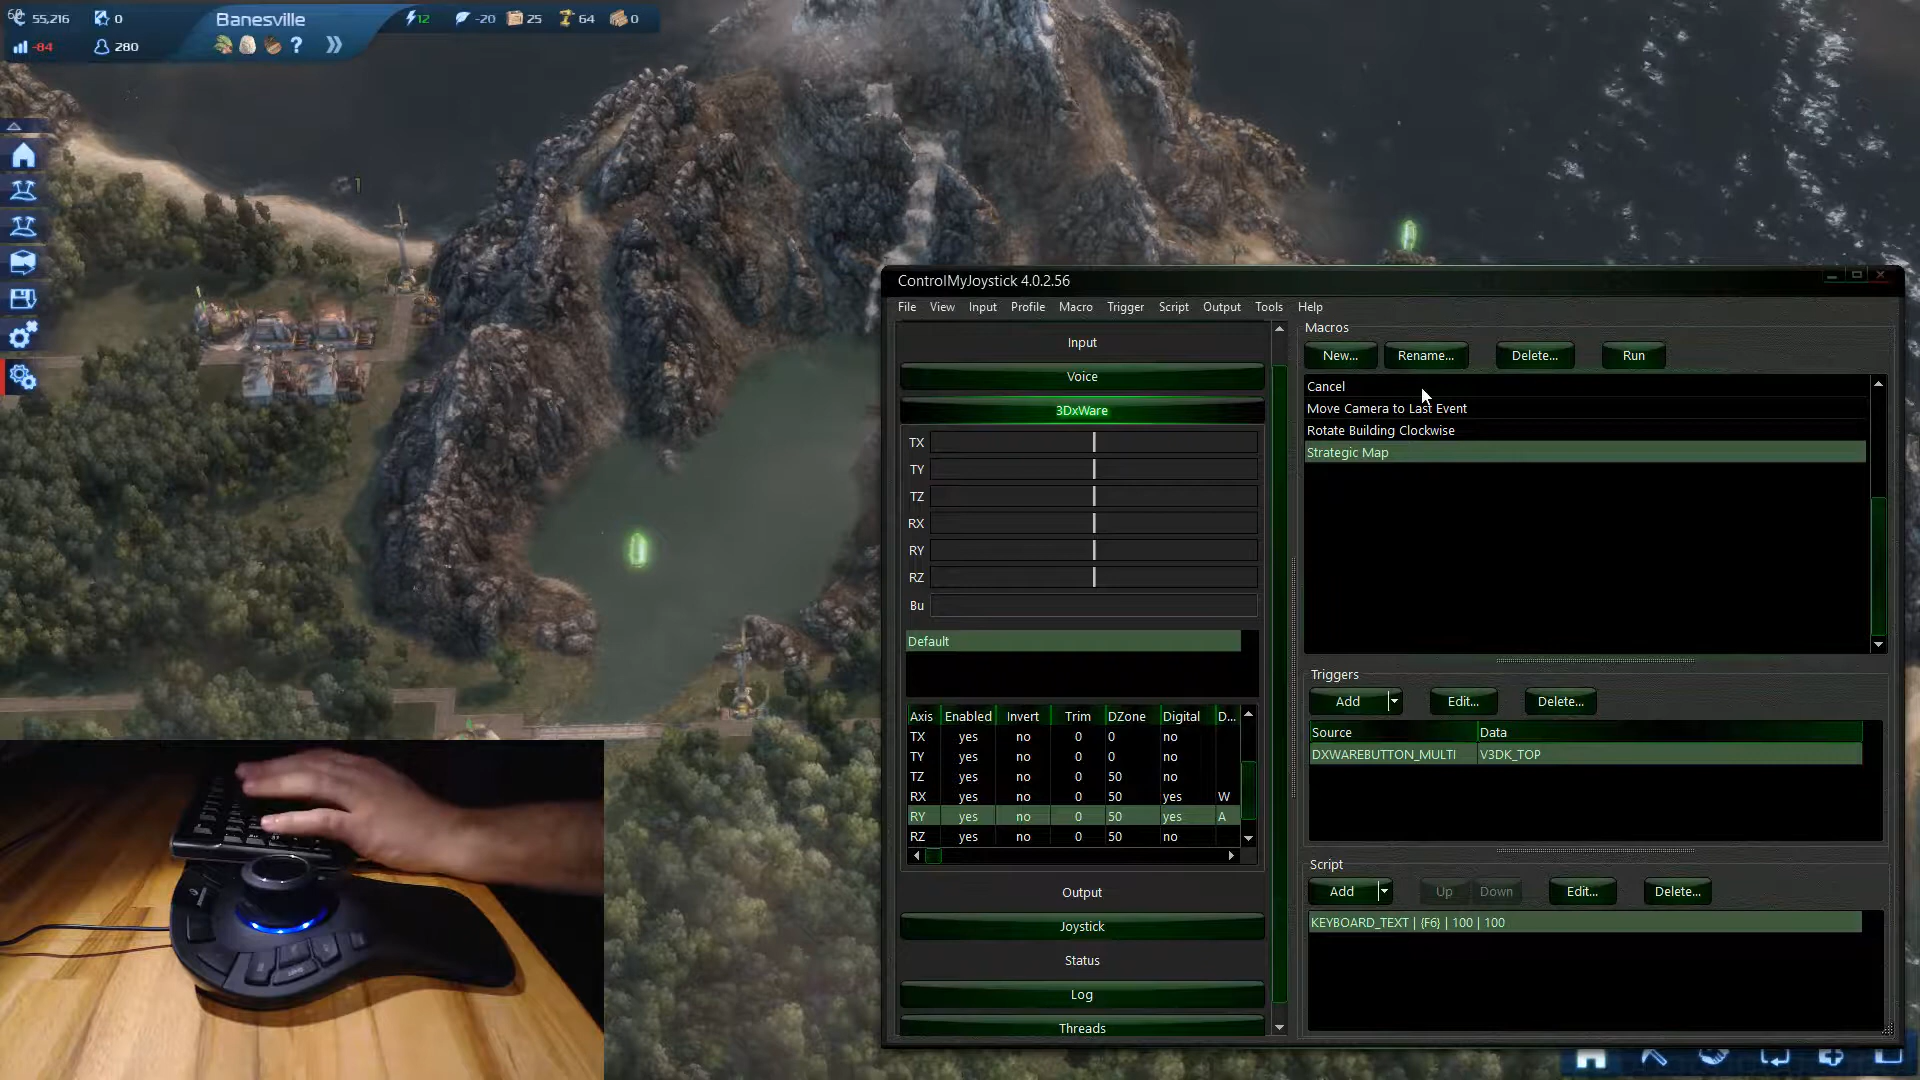 60
55,216
0
Banesville
12
-20
25
64
0
-84
280
?
1
ControlMyJoystick 4.0.2.56
File View Input Profile Macro Trigger Script Output Tools Help
Input
Voice
3DxWare
TX
TY
TZ
RX
RY
RZ
Bu
Default
Axis Enabled Invert Trim DZone Digital D...
TX yes no 0 0 no
TY yes no 0 0 no
TZ yes no 0 50 no
RX yes no 0 50 yes W
RY yes no 0 50 yes A
RZ yes no 0 50 no
Output
Joystick
Status
Log
Threads
Macros
New... Rename... Delete... Run
Cancel
Move Camera to Last Event
Rotate Building Clockwise
Strategic Map
Triggers
Add Edit... Delete...
Source Data
DXWAREBUTTON_MULTI V3DK_TOP
Script
Add Up Down Edit... Delete...
KEYBOARD_TEXT | {F6} | 100 | 100